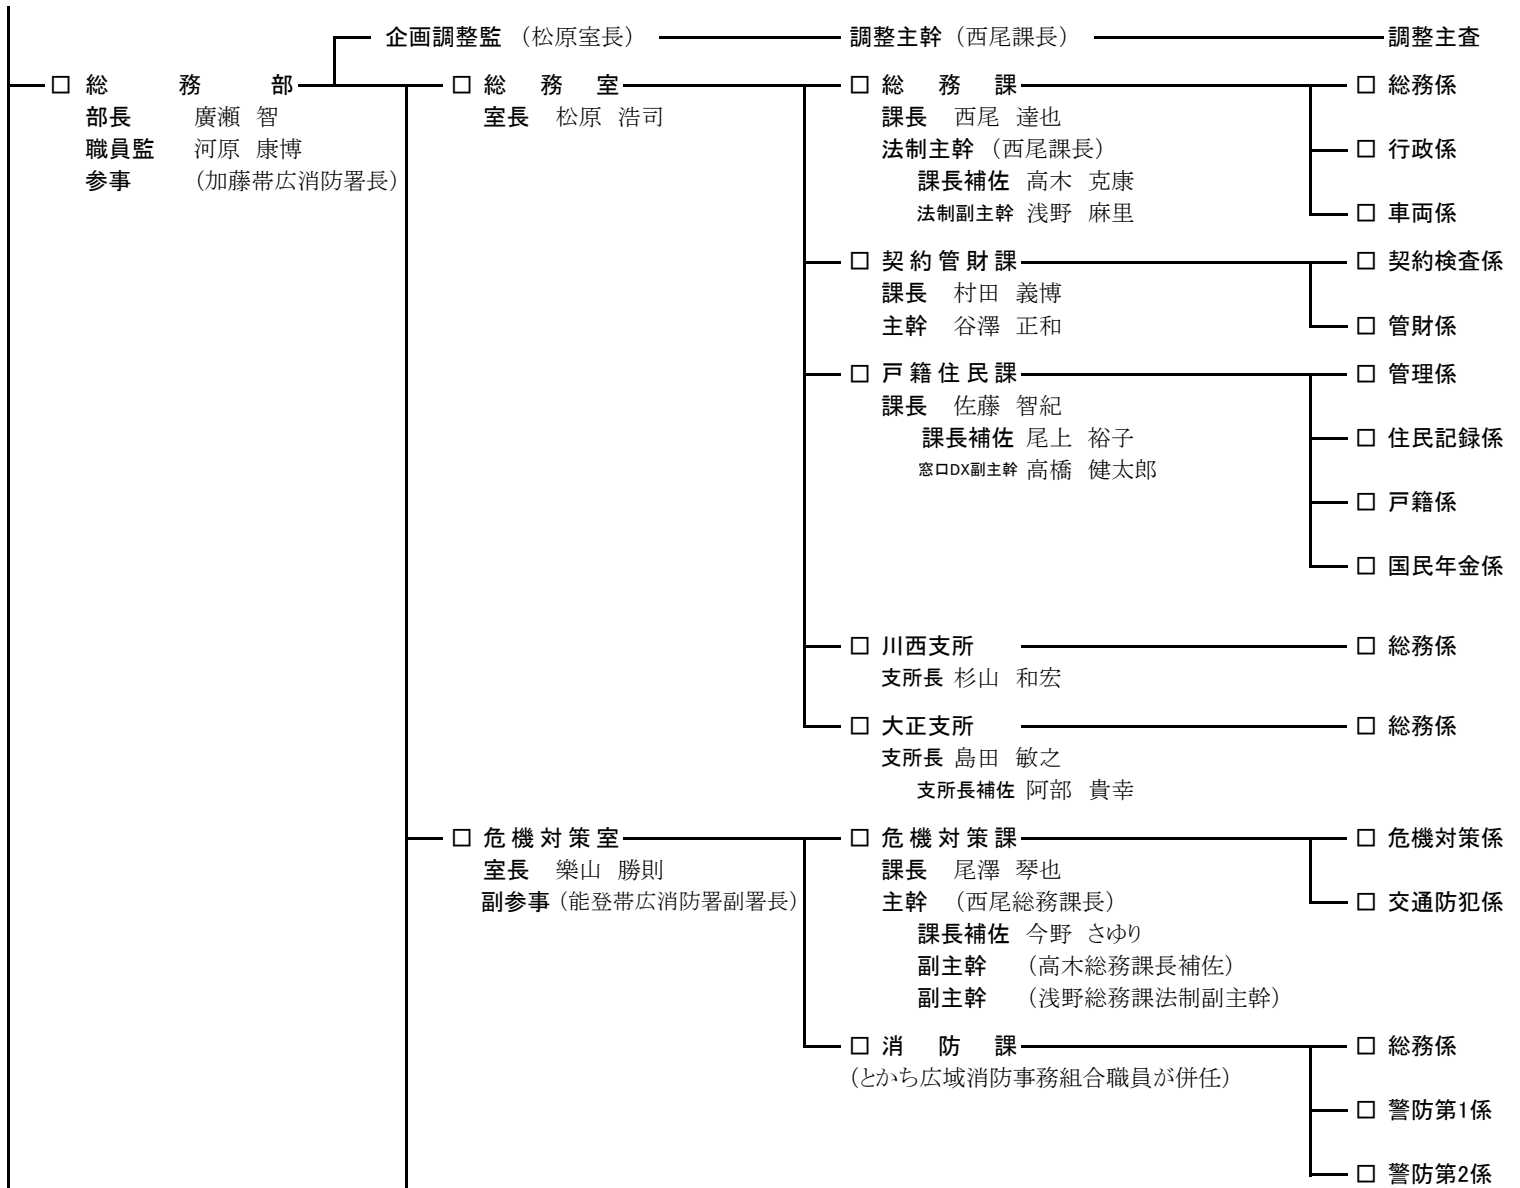 企画調整監 （松原室長） 調整主幹 （西尾課長） 調整主査
□ 総務部 □ 総務室 □ 総務課 □ 総務係
部長 廣瀬 智 室長 松原 浩司 課長 西尾 達也
職員監 河原 康博 法制主幹 （西尾課長） □ 行政係
参事 （加藤帯広消防署長） 課長補佐 高木 克康
法制副主幹 浅野 麻里 □ 車両係
□ 契約管財課 □ 契約検査係
課長 村田 義博
主幹 谷澤 正和 □ 管財係
□ 戸籍住民課 □ 管理係
課長 佐藤 智紀
課長補佐 尾上 裕子 □ 住民記録係
窓口DX副主幹 高橋 健太郎
□ 戸籍係
□ 国民年金係
□ 川西支所 □ 総務係
支所長 杉山 和宏
□ 大正支所 □ 総務係
支所長 島田 敏之
支所長補佐 阿部 貴幸
□ 危機対策室 □ 危機対策課 □ 危機対策係
室長 樂山 勝則 課長 尾澤 琴也
副参事 （能登帯広消防署副署長） 主幹 （西尾総務課長） □ 交通防犯係
課長補佐 今野 さゆり
副主幹 （高木総務課長補佐）
副主幹 （浅野総務課法制副主幹）
□ 消防課 □ 総務係
（とかち広域消防事務組合職員が併任）
□ 警防第1係
□ 警防第2係